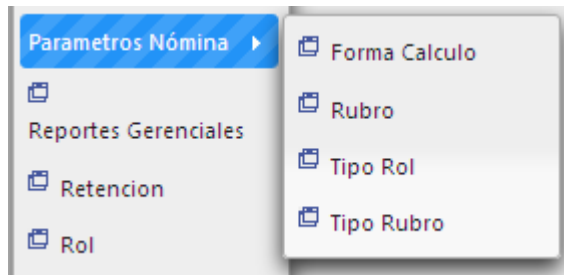 Parametros Nómina
Reportes Gerenciales
Retencion
Rol
Forma Calculo
Rubro
Tipo Rol
Tipo Rubro